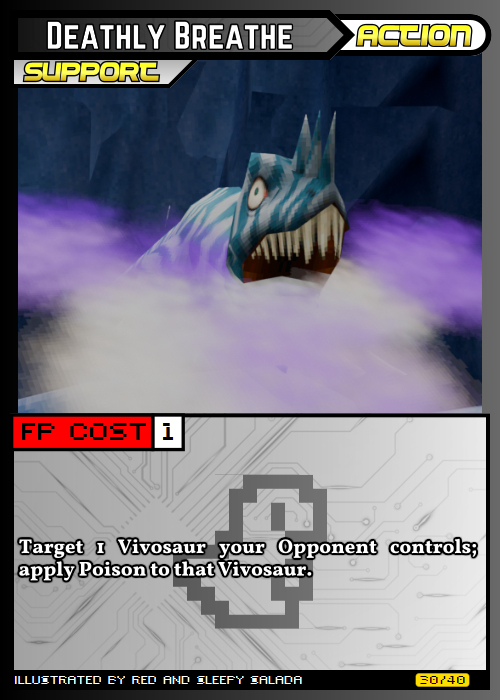 Deathly Breathe
ACTION
SUPPORT
FP COST 1
Target 1 Vivosaur your Opponent controls;
apply Poison to that Vivosaur.
ILLUSTRATED BY RED AND SLEEPY SALADA
30/40